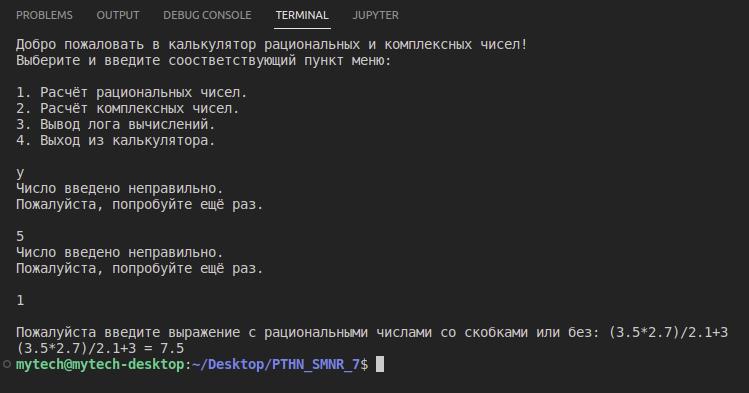 PROBLEMS OUTPUT DEBUG CONSOLE TERMINAL JUPYTER
Добро пожаловать в калькулятор рациональных и комплексных чисел!
Выберите и введите соостветствующий пункт меню:
1. Расчёт рациональных чисел.
2. Расчёт комплексных чисел.
3. Вывод лога вычислений.
4. Выход из калькулятора.
y
Число введено неправильно.
Пожалуйста, попробуйте ещё раз.
5
Число введено неправильно.
Пожалуйста, попробуйте ещё раз.
1
Пожалуйста введите выражение с рациональными числами со скобками или без: (3.5*2.7)/2.1+3
(3.5*2.7)/2.1+3 = 7.5
mytech@mytech-desktop:~/Desktop/PTHN_SMNR_7$